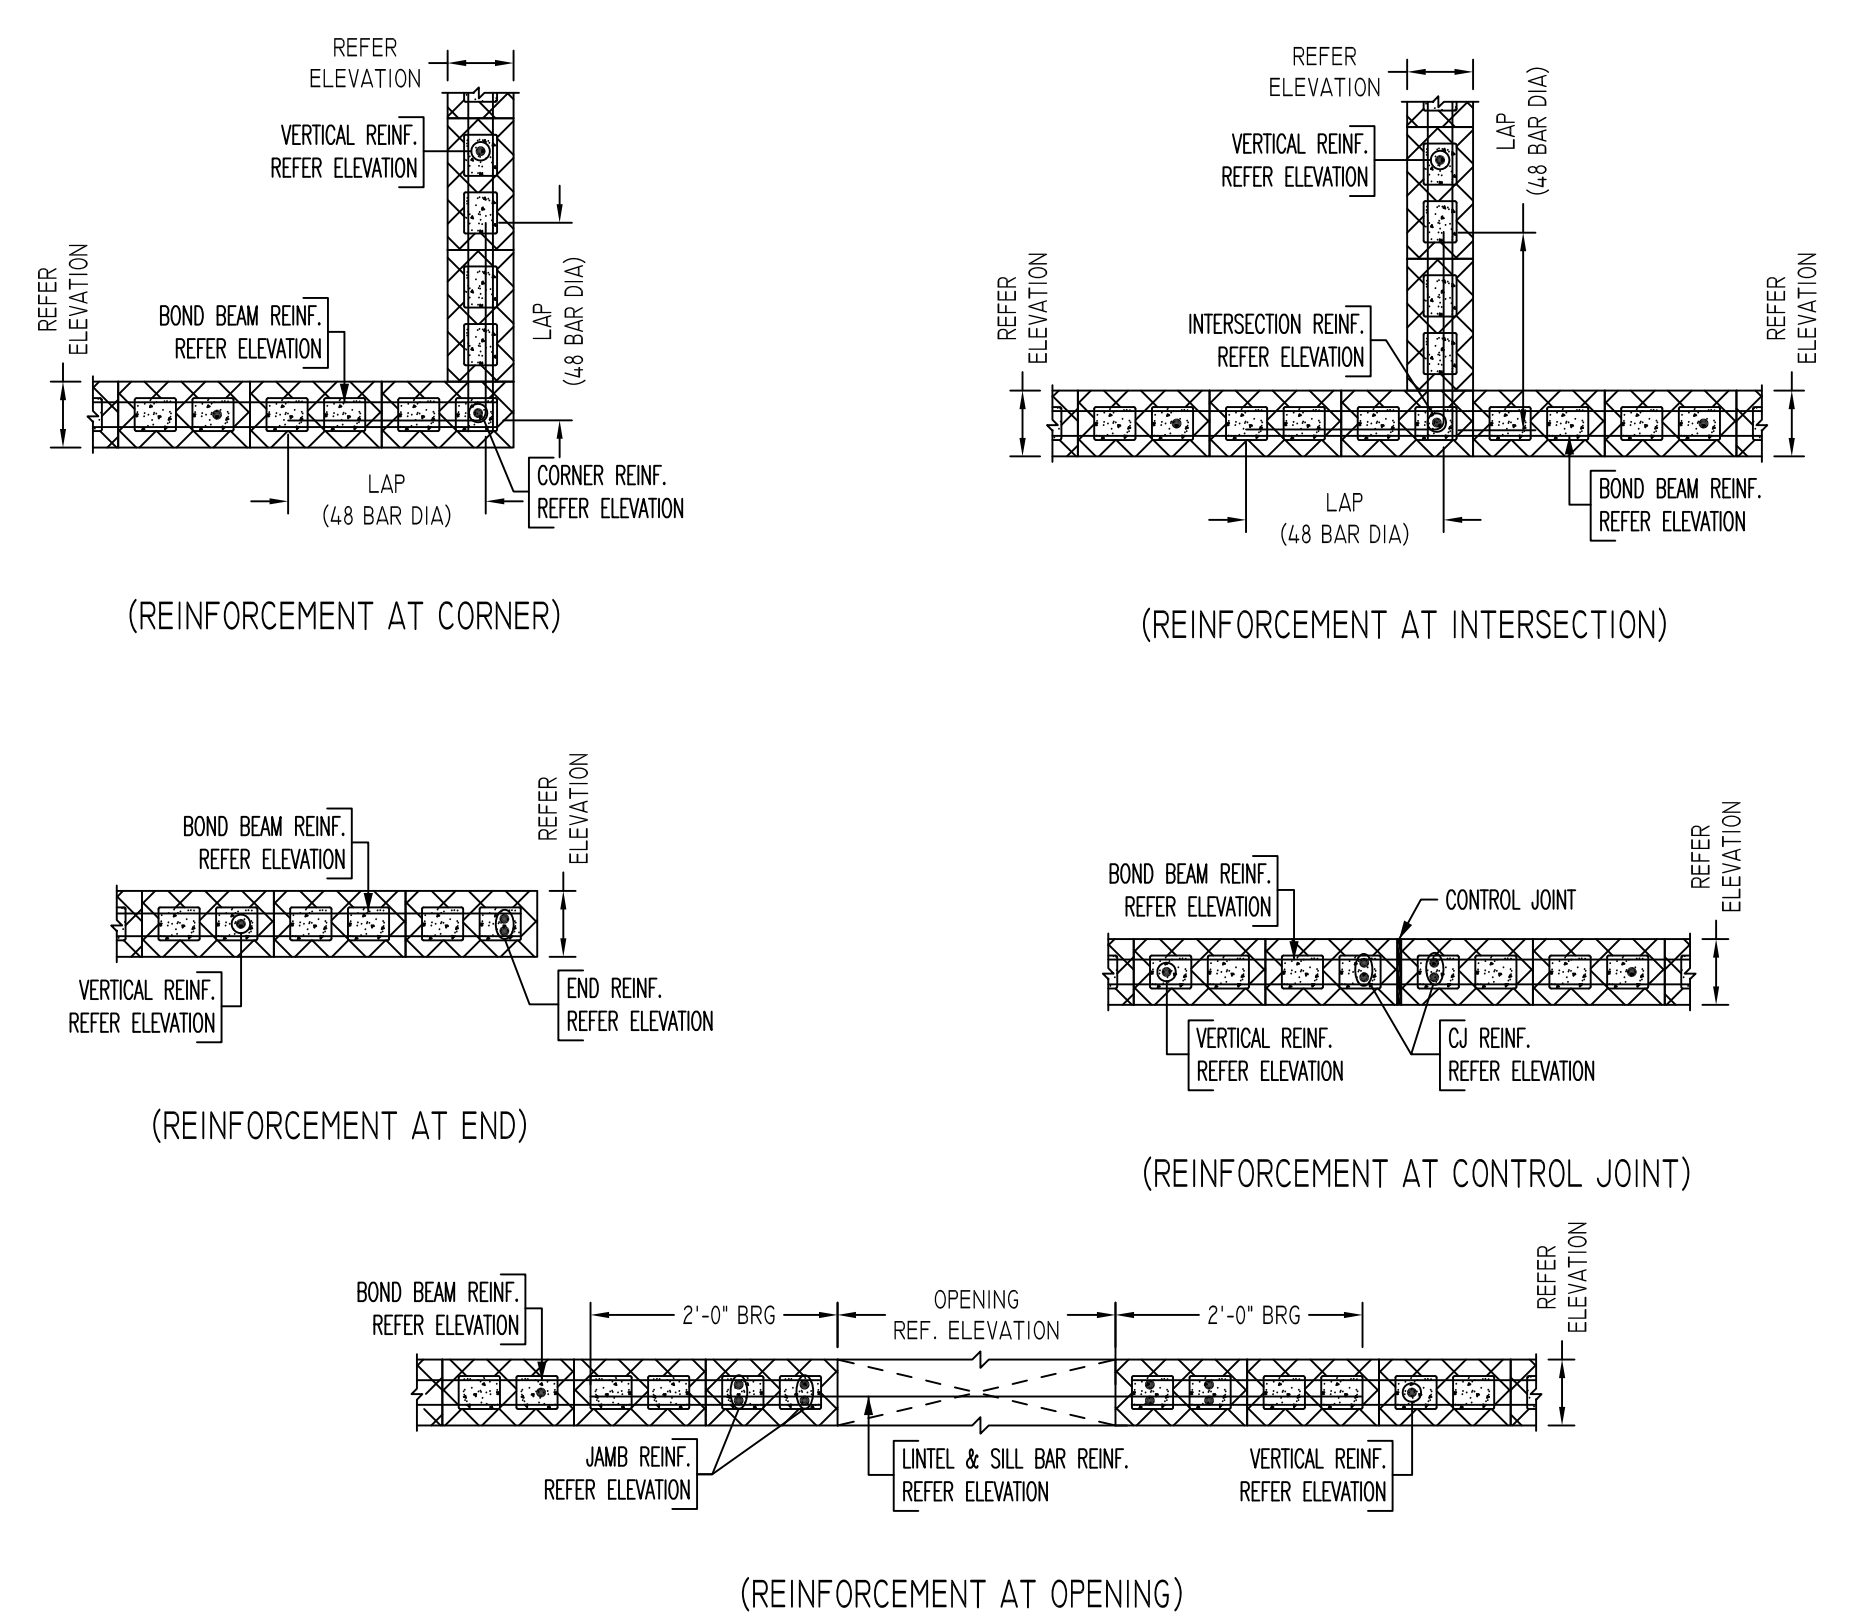 REFER
ELEVATION
VERTICAL REINF.
REFER ELEVATION
REFER
ELEVATION
BOND BEAM REINF.
REFER ELEVATION
LAP
(48 BAR DIA)
LAP
(48 BAR DIA)
CORNER REINF.
REFER ELEVATION
(REINFORCEMENT AT CORNER)
REFER
ELEVATION
LAP
(48 BAR DIA)
VERTICAL REINF.
REFER ELEVATION
REFER
ELEVATION
INTERSECTION REINF.
REFER ELEVATION
REFER
ELEVATION
LAP
(48 BAR DIA)
BOND BEAM REINF.
REFER ELEVATION
(REINFORCEMENT AT INTERSECTION)
BOND BEAM REINF.
REFER ELEVATION
REFER
ELEVATION
VERTICAL REINF.
REFER ELEVATION
END REINF.
REFER ELEVATION
(REINFORCEMENT AT END)
BOND BEAM REINF.
REFER ELEVATION
CONTROL JOINT
REFER
ELEVATION
VERTICAL REINF.
REFER ELEVATION
CJ REINF.
REFER ELEVATION
(REINFORCEMENT AT CONTROL JOINT)
BOND BEAM REINF.
REFER ELEVATION
2'-0" BRG
OPENING
REF. ELEVATION
2'-0" BRG
REFER
ELEVATION
JAMB REINF.
REFER ELEVATION
LINTEL & SILL BAR REINF.
REFER ELEVATION
VERTICAL REINF.
REFER ELEVATION
(REINFORCEMENT AT OPENING)